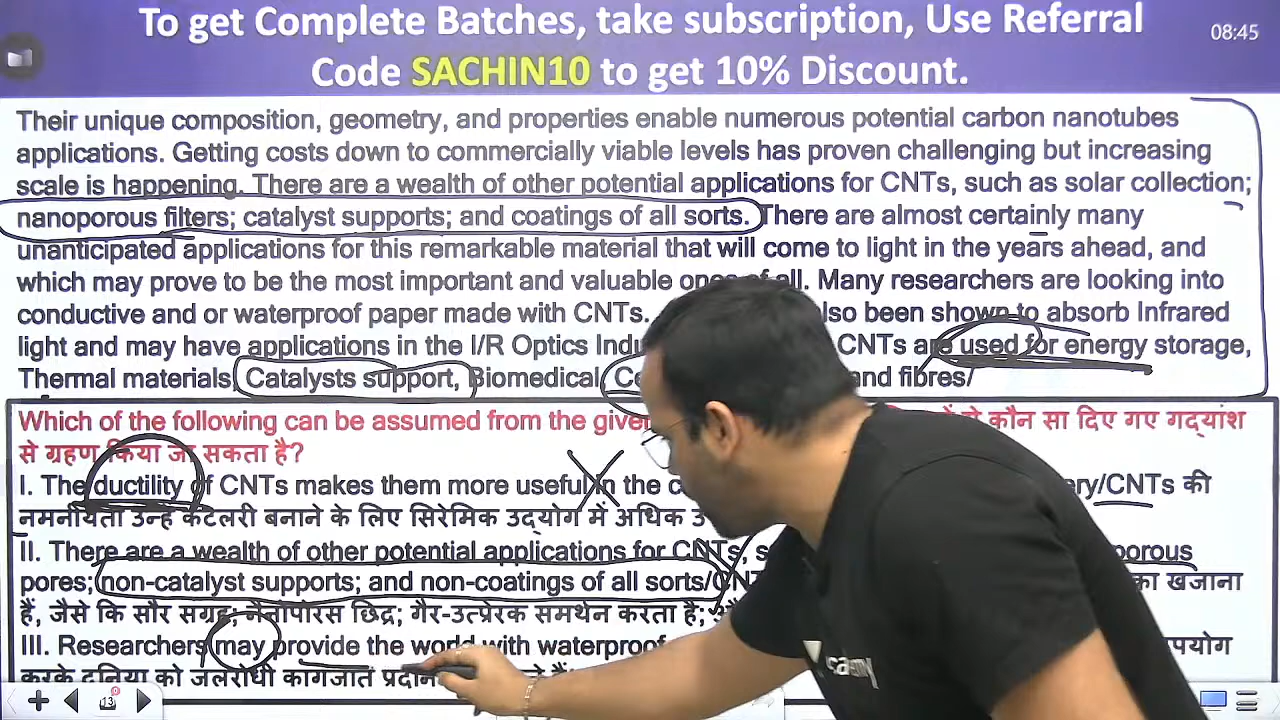 To get Complete Batches, take subscription, Use Referral
08:45
Code SACHIN10 to get 10% Discount.
Their unique composition, geometry, and properties enable numerous potential carbon nanotubes
applications. Getting costs down to commercially viable levels has proven challenging but increasing
scale is happening. There are a wealth of other potential applications for CNTs, such as solar collection;
nanoporous filters; catalyst supports; and coatings of all sorts. There are almost certainly many
unanticipated applications for this remarkable material that will come to light in the years ahead, and
which may prove to be the most important and valuable ones of all. Many researchers are looking into
conductive and or waterproof paper made with CNTs. also been shown to absorb Infrared
light and may have applications in the I/R Optics CNTs are used for energy storage,
Thermal materials, Catalysts support, Biomedical, and fibres/
Which of the following can be assumed from the कौन सा दिए गए गद्यांश
से ग्रहण किया जा सकता है?
I. The ductility of CNTs makes them more useful in the CNTs की
नमनीयता उन्हें कटलरी बनाने के लिए सिरेमिक उद्योग में अधिक
II. There are a wealth of other potential applications for CNTs,
pores; non-catalyst supports; and non-coatings of all sorts/ का खजाना
हैं, जैसे कि सौर संग्रह; नैनोपोरस छिद्र; गैर-उत्प्रेरक समर्थन करता है;
III. Researchers may provide the world with waterproof
करके दुनिया को जलरोधी कागजात
13